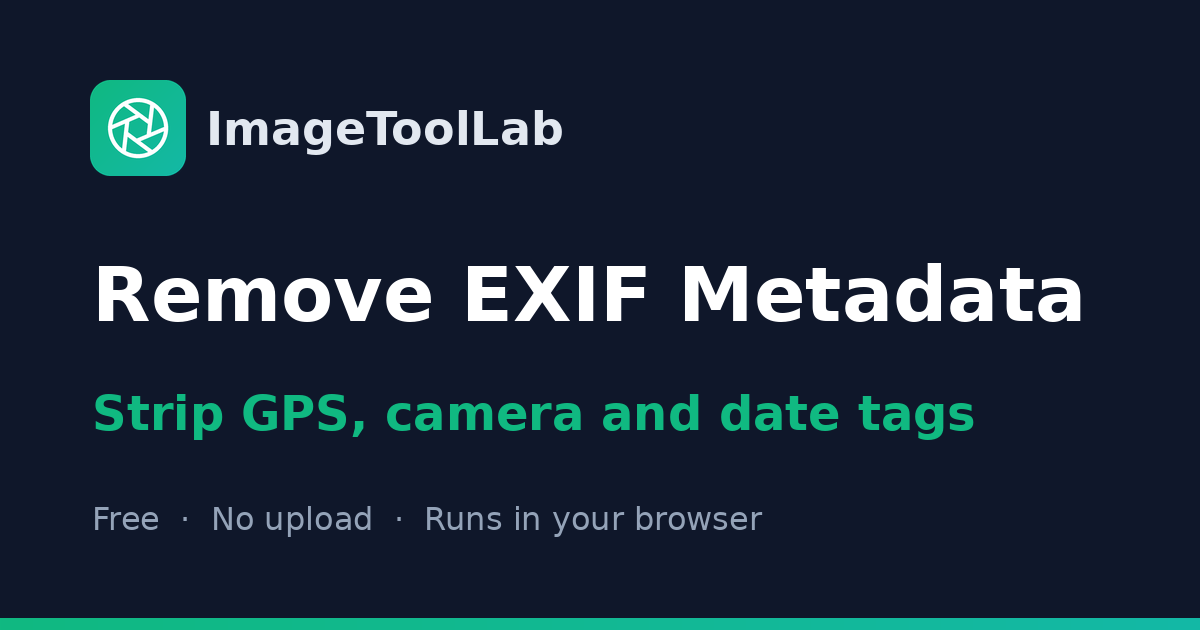 ImageToolLab
Remove EXIF Metadata
Strip GPS, camera and date tags
Free · No upload · Runs in your browser